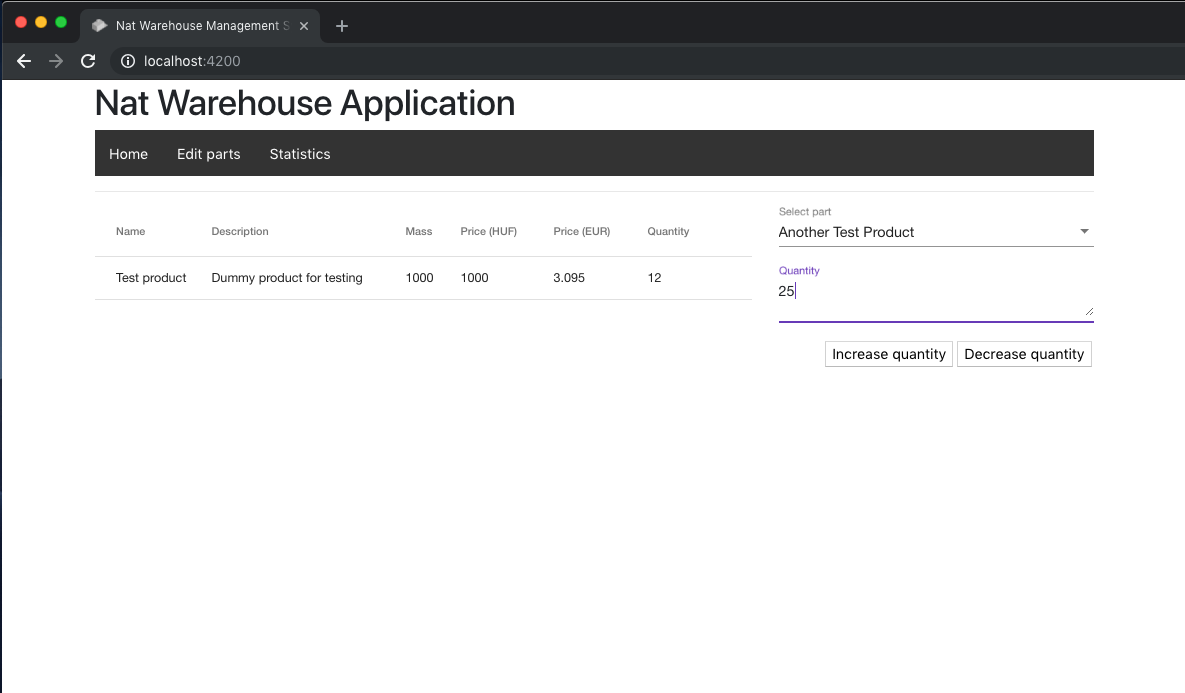 Nat Warehouse Management S
localhost:4200
Nat Warehouse Application
Home Edit parts Statistics
Name Description Mass Price (HUF) Price (EUR) Quantity
Test product Dummy product for testing 1000 1000 3.095 12
Select part
Another Test Product
Quantity
25
Increase quantity Decrease quantity